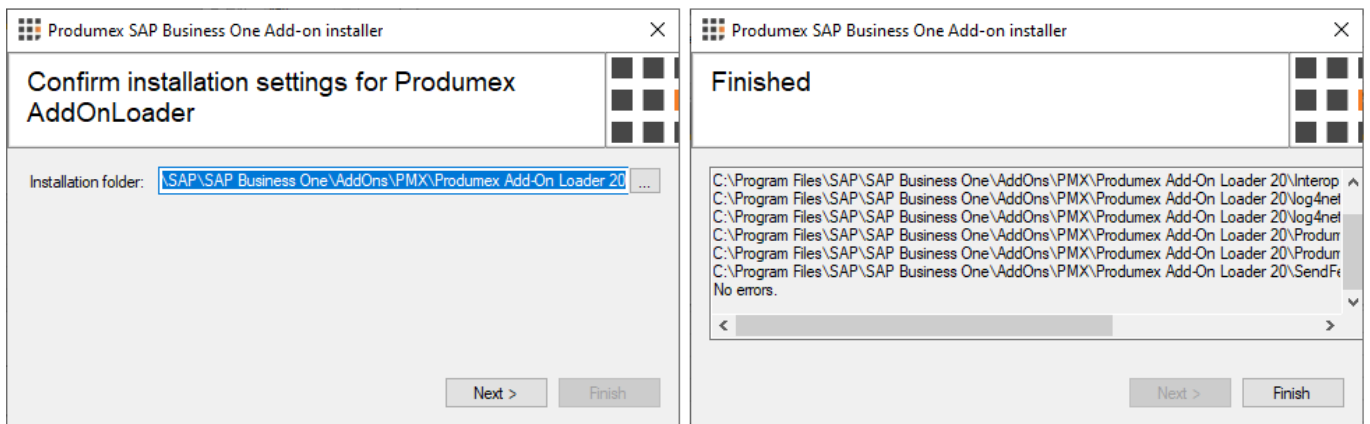 Produmex SAP Business One Add-on installer
Confirm installation settings for Produmex
AddOnLoader
Installation folder: \SAP\SAP Business One\AddOns\PMX\Produmex Add-On Loader 20 ...
Next > Finish
Produmex SAP Business One Add-on installer
Finished
C:\Program Files\SAP\SAP Business One\AddOns\PMX\Produmex Add-On Loader 20\Interop
C:\Program Files\SAP\SAP Business One\AddOns\PMX\Produmex Add-On Loader 20\log4net
C:\Program Files\SAP\SAP Business One\AddOns\PMX\Produmex Add-On Loader 20\log4net
C:\Program Files\SAP\SAP Business One\AddOns\PMX\Produmex Add-On Loader 20\Produm
C:\Program Files\SAP\SAP Business One\AddOns\PMX\Produmex Add-On Loader 20\Produm
C:\Program Files\SAP\SAP Business One\AddOns\PMX\Produmex Add-On Loader 20\SendFe
No errors.
Next > Finish